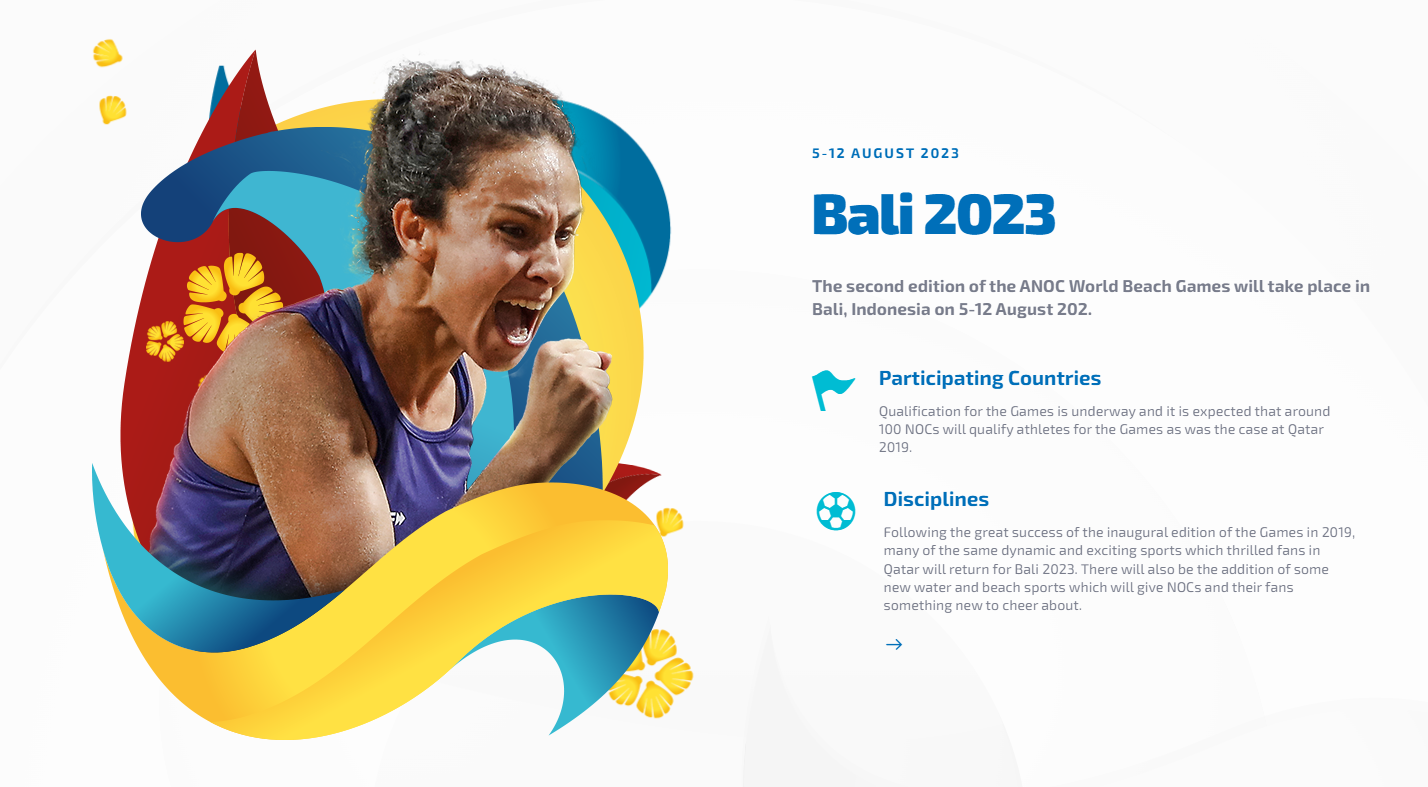 5-12 AUGUST 2023
Bali 2023
The second edition of the ANOC World Beach Games will take place in
Bali, Indonesia on 5-12 August 202.
Participating Countries
Qualification for the Games is underway and it is expected that around
100 NOCs will qualify athletes for the Games as was the case at Qatar
2019.
Disciplines
Following the great success of the inaugural edition of the Games in 2019,
many of the same dynamic and exciting sports which thrilled fans in
Qatar will return for Bali 2023. There will also be the addition of some
new water and beach sports which will give NOCs and their fans
something new to cheer about.